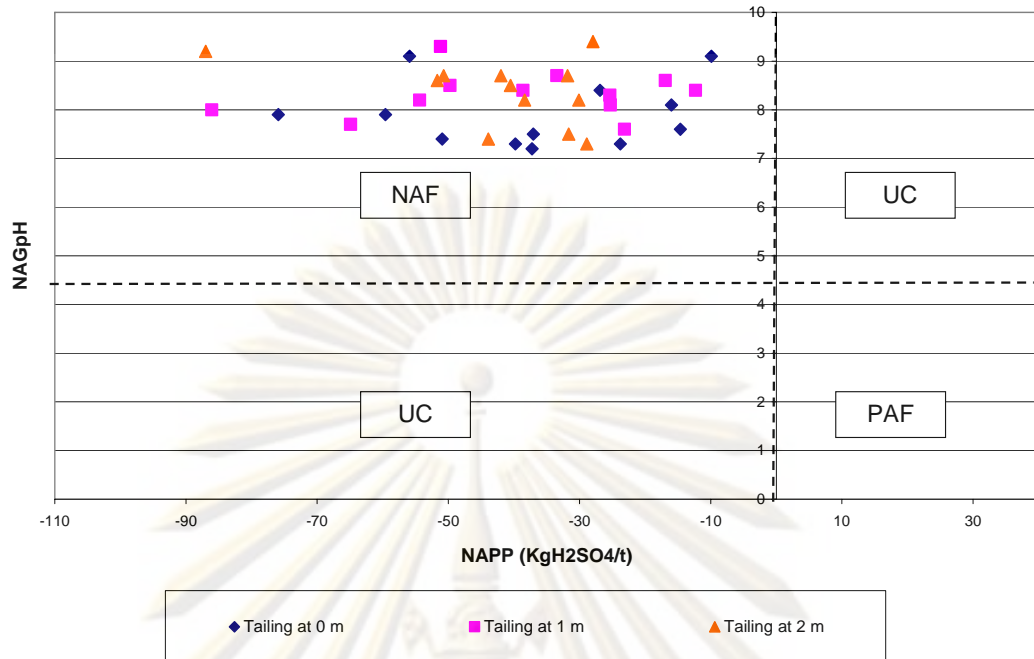 10
9
8
7
NAF
UC
6
NAGpH
5
4
3
UC
2
PAF
1
0
-110 -90 -70 -50 -30 -10 10 30
NAPP (KgH2SO4/t)
Tailing at 0 m Tailing at 1 m Tailing at 2 m